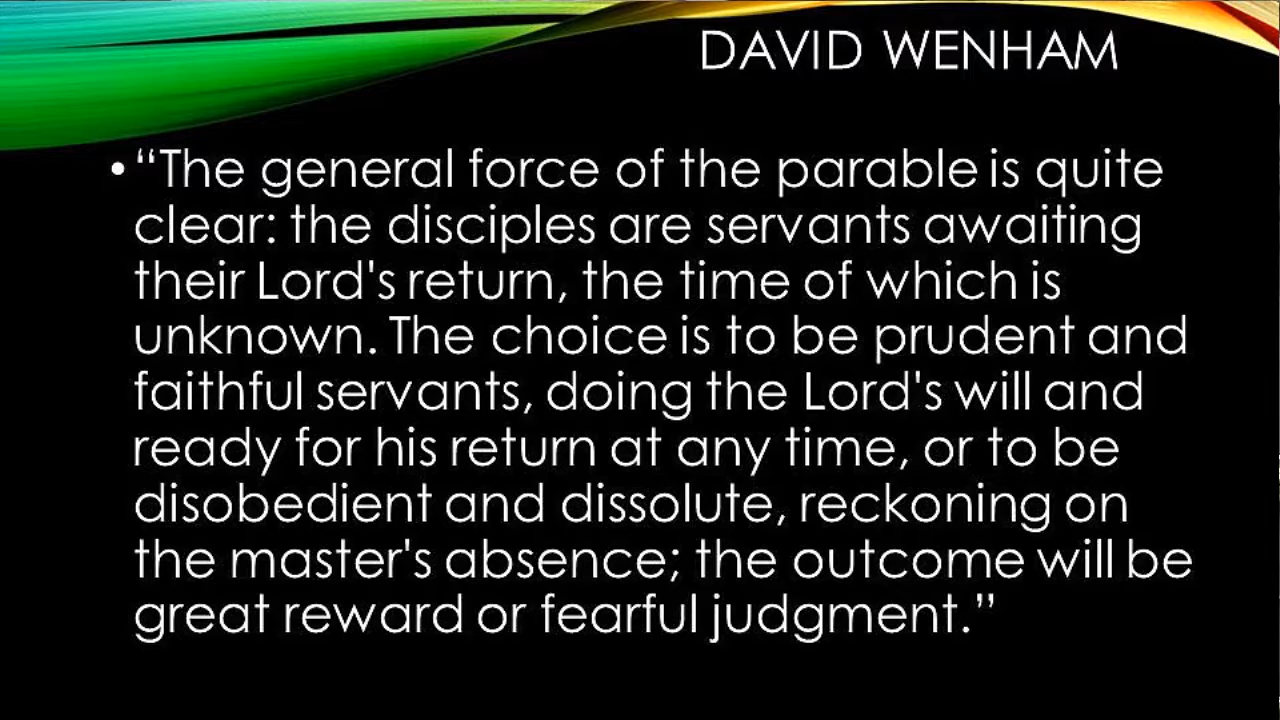 DAVID WENHAM
• “The general force of the parable is quite
clear: the disciples are servants awaiting
their Lord's return, the time of which is
unknown. The choice is to be prudent and
faithful servants, doing the Lord's will and
ready for his return at any time, or to be
disobedient and dissolute, reckoning on
the master's absence; the outcome will be
great reward or fearful judgment.”